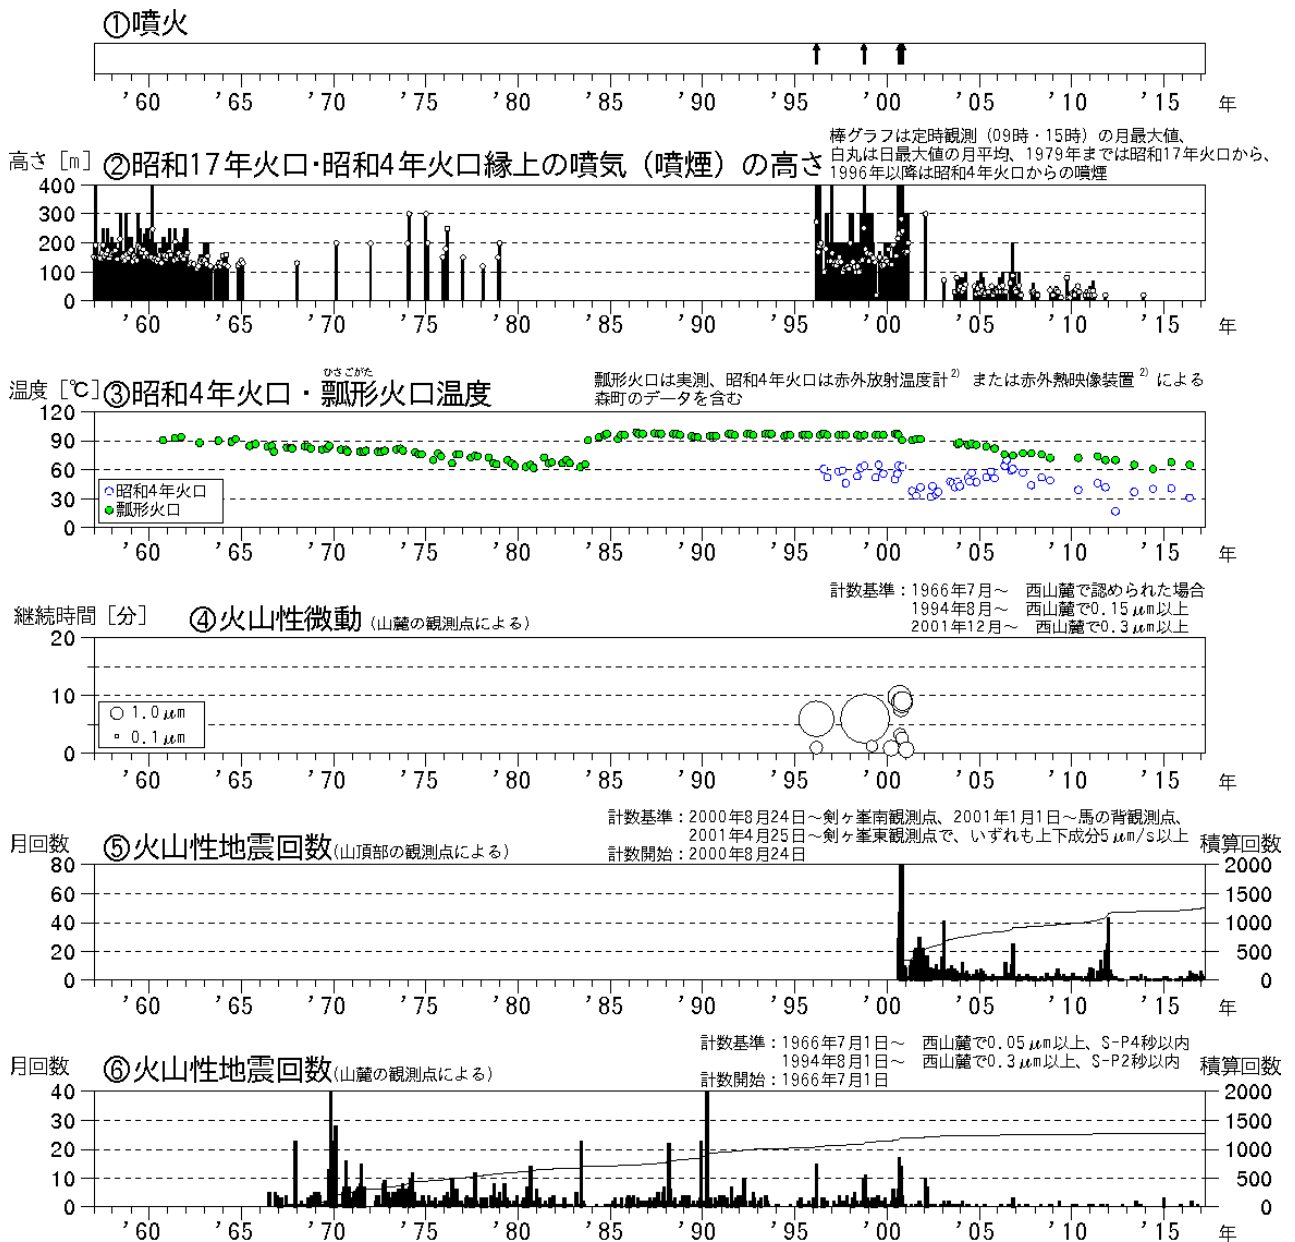 ①噴火
'60 '65 '70 '75 '80 '85 '90 '95 '00 '05 '10 '15 年
棒グラフは定時観測（09時・15時）の月最大値、
白丸は日最大値の月平均、1979年までは昭和17年火口から、
1996年以降は昭和4年火口からの噴煙
高さ［m］ ②昭和17年火口・昭和4年火口縁上の噴気（噴煙）の高さ
400
300
200
100
0
'60 '65 '70 '75 '80 '85 '90 '95 '00 '05 '10 '15 年
ひさごがた
温度［℃］ ③昭和4年火口・瓢形火口温度
瓢形火口は実測、昭和4年火口は赤外放射温度計2) または赤外熱映像装置2) による
森町のデータを含む
120
90
60
30
0
昭和4年火口
瓢形火口
'60 '65 '70 '75 '80 '85 '90 '95 '00 '05 '10 '15 年
計数基準：1966年7月～ 西山麓で認められた場合
1994年8月～ 西山麓で0.15μm以上
2001年12月～ 西山麓で0.3μm以上
継続時間［分］ ④火山性微動（山麓の観測点による）
20
10
0
1.0μm
0.1μm
'60 '65 '70 '75 '80 '85 '90 '95 '00 '05 '10 '15 年
計数基準：2000年8月24日～剣ヶ峯南観測点、2001年1月1日～馬の背観測点、
2001年4月25日～剣ヶ峯東観測点で、いずれも上下成分5μm/s以上
計数開始：2000年8月24日
月回数 ⑤火山性地震回数(山頂部の観測点による) 積算回数
80 2000
60 1500
40 1000
20 500
0 0
'60 '65 '70 '75 '80 '85 '90 '95 '00 '05 '10 '15 年
計数基準：1966年7月1日～ 西山麓で0.05μm以上、S-P4秒以内
1994年8月1日～ 西山麓で0.3μm以上、S-P2秒以内
計数開始：1966年7月1日
月回数 ⑥火山性地震回数(山麓の観測点による) 積算回数
40 2000
30 1500
20 1000
10 500
0 0
'60 '65 '70 '75 '80 '85 '90 '95 '00 '05 '10 '15 年